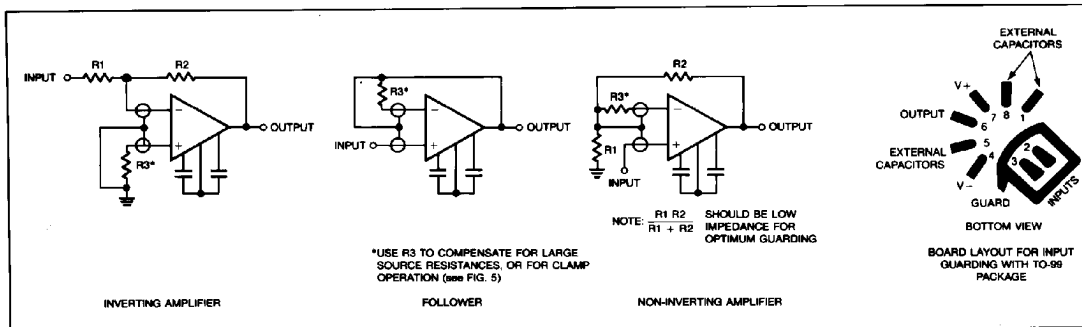 INPUT
R1
R2
−
+
R3*
OUTPUT
INVERTING AMPLIFIER
R3*
−
+
INPUT
OUTPUT
*USE R3 TO COMPENSATE FOR LARGE
SOURCE RESISTANCES, OR FOR CLAMP
OPERATION (see FIG. 5)
FOLLOWER
R2
R3*
−
+
R1
INPUT
OUTPUT
NOTE: R1 R2 / R1 + R2 SHOULD BE LOW
IMPEDANCE FOR
OPTIMUM GUARDING
NON-INVERTING AMPLIFIER
EXTERNAL
CAPACITORS
V+
OUTPUT
7 8 1
6
5
4
3 2
EXTERNAL
CAPACITORS
V−
GUARD
INPUTS
BOTTOM VIEW
BOARD LAYOUT FOR INPUT
GUARDING WITH TO-99
PACKAGE